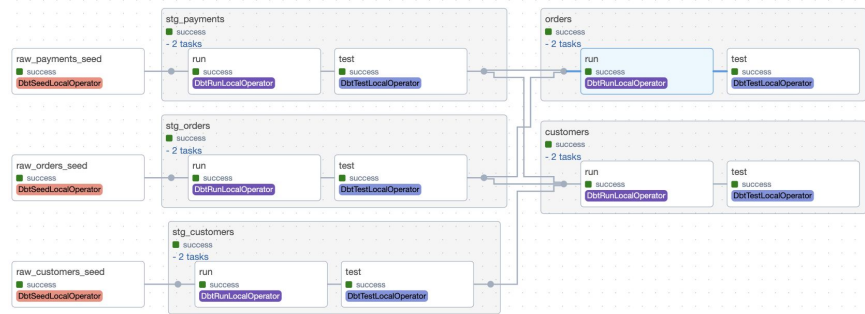 stg_payments
success
- 2 tasks
raw_payments_seed
success
DbtSeedLocalOperator
run
success
DbtRunLocalOperator
test
success
DbtTestLocalOperator
orders
success
- 2 tasks
run
success
DbtRunLocalOperator
test
success
DbtTestLocalOperator
stg_orders
success
- 2 tasks
raw_orders_seed
success
DbtSeedLocalOperator
run
success
DbtRunLocalOperator
test
success
DbtTestLocalOperator
customers
success
- 2 tasks
run
success
DbtRunLocalOperator
test
success
DbtTestLocalOperator
stg_customers
success
- 2 tasks
raw_customers_seed
success
DbtSeedLocalOperator
run
success
DbtRunLocalOperator
test
success
DbtTestLocalOperator